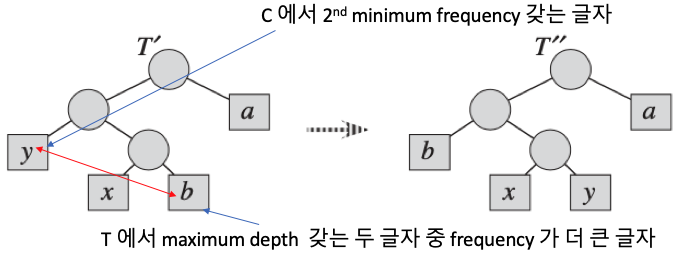 C 에서 2nd minimum frequency 갖는 글자
T′ T′′
a a
y b
x b x y
T 에서 maximum depth 갖는 두 글자 중 frequency 가 더 큰 글자